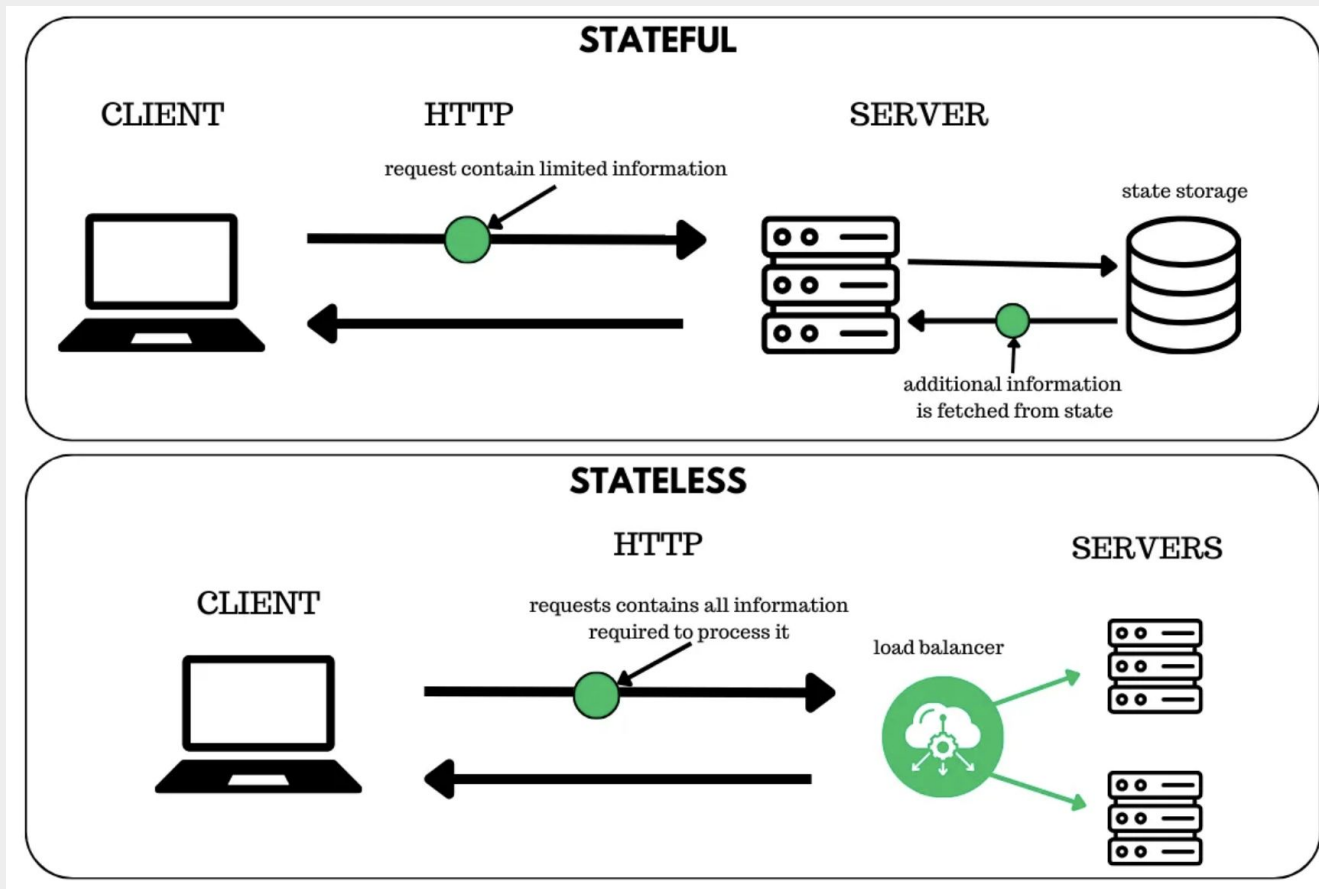 STATEFUL
CLIENT
HTTP
SERVER
request contain limited information
state storage
additional information
is fetched from state
STATELESS
HTTP
SERVERS
CLIENT
requests contains all information
required to process it
load balancer